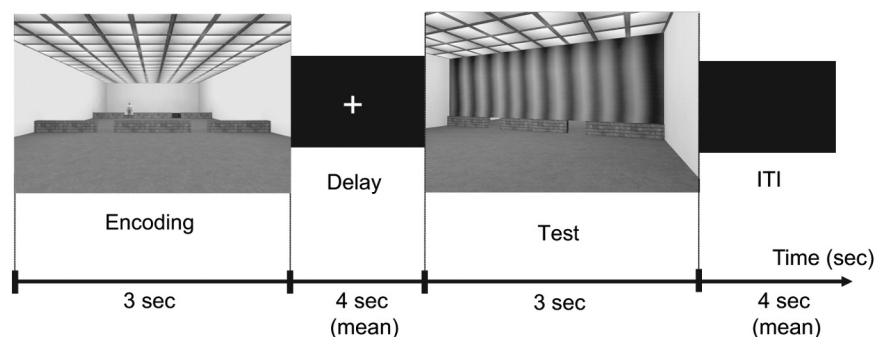 +
Encoding
Delay
Test
ITI
Time (sec)
3 sec
4 sec
(mean)
3 sec
4 sec
(mean)